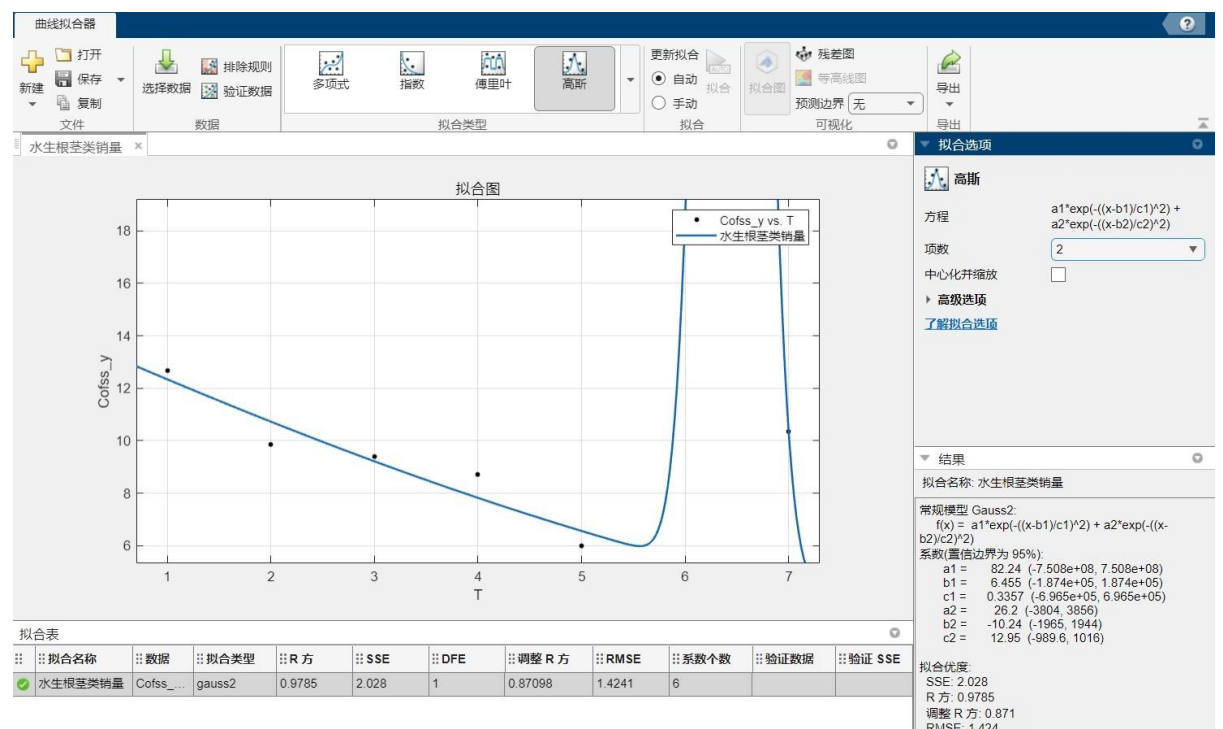 曲线拟合器
?
新建
打开
保存
复制
文件
选择数据
排除规则
验证数据
数据
多项式
指数
傅里叶
高斯
拟合类型
更新拟合
自动
手动
拟合
拟合
拟合图
残差图
等高线图
预测边界 无
可视化
导出
导出
水生根茎类销量 ×
拟合图
Cofss_y vs. T
水生根茎类销量
18
16
14
12
10
8
6
Cofss_y
1 2 3 4 5 6 7
T
拟合表
拟合名称 数据 拟合类型 R 方 SSE DFE 调整 R 方 RMSE 系数个数 验证数据 验证 SSE
水生根茎类销量 Cofss_... gauss2 0.9785 2.028 1 0.87098 1.4241 6
拟合选项
高斯
方程 a1*exp(-((x-b1)/c1)^2) +
a2*exp(-((x-b2)/c2)^2)
项数 2
中心化并缩放
高级选项
了解拟合选项
结果
拟合名称: 水生根茎类销量
常规模型 Gauss2:
f(x) = a1*exp(-((x-b1)/c1)^2) + a2*exp(-((x-
b2)/c2)^2)
系数(置信边界为 95%):
a1 = 82.24 (-7.508e+08, 7.508e+08)
b1 = 6.455 (-1.874e+05, 1.874e+05)
c1 = 0.3357 (-6.965e+05, 6.965e+05)
a2 = 26.2 (-3804, 3856)
b2 = -10.24 (-1965, 1944)
c2 = 12.95 (-989.6, 1016)
拟合优度:
SSE: 2.028
R 方: 0.9785
调整 R 方: 0.871
RMSE: 1.424